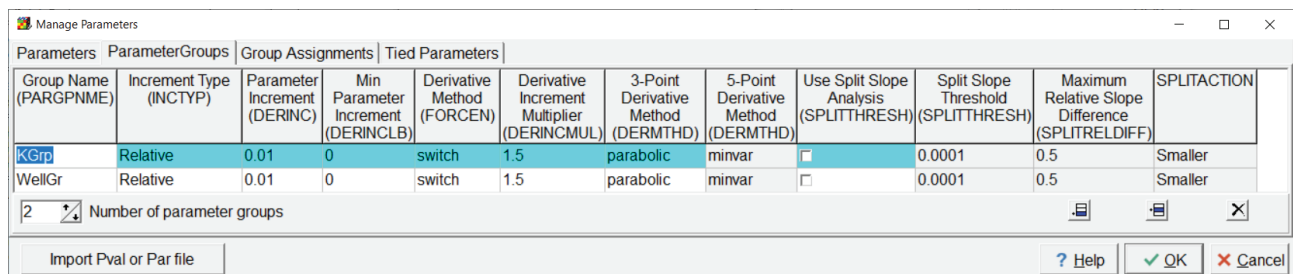 Manage Parameters
Parameters ParameterGroups Group Assignments Tied Parameters
Group Name (PARGPNME)
Increment Type (INCTYP)
Parameter Increment (DERINC)
Min Parameter Increment (DERINCLB)
Derivative Method (FORCEN)
Derivative Increment Multiplier (DERINCMUL)
3-Point Derivative Method (DERMTHD)
5-Point Derivative Method (DERMTHD)
Use Split Slope Analysis (SPLITTHRESH)
Split Slope Threshold (SPLITTHRESH)
Maximum Relative Slope Difference (SPLITRELDIFF)
SPLITACTION
KGrp Relative 0.01 0 switch 1.5 parabolic minvar 0.0001 0.5 Smaller
WellGr Relative 0.01 0 switch 1.5 parabolic minvar 0.0001 0.5 Smaller
2 Number of parameter groups
Import Pval or Par file
? Help
OK
Cancel